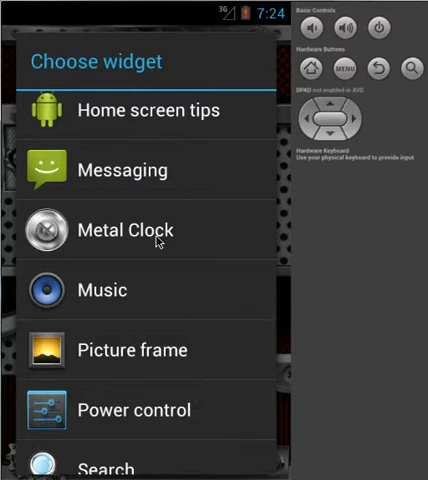 3G 7:24
Choose widget
Home screen tips
Messaging
Metal Clock
Music
Picture frame
Power control
Search
Basic Controls
Hardware Buttons
MENU
DPAD not enabled in AVD
Hardware Keyboard
Use your physical keyboard to provide input